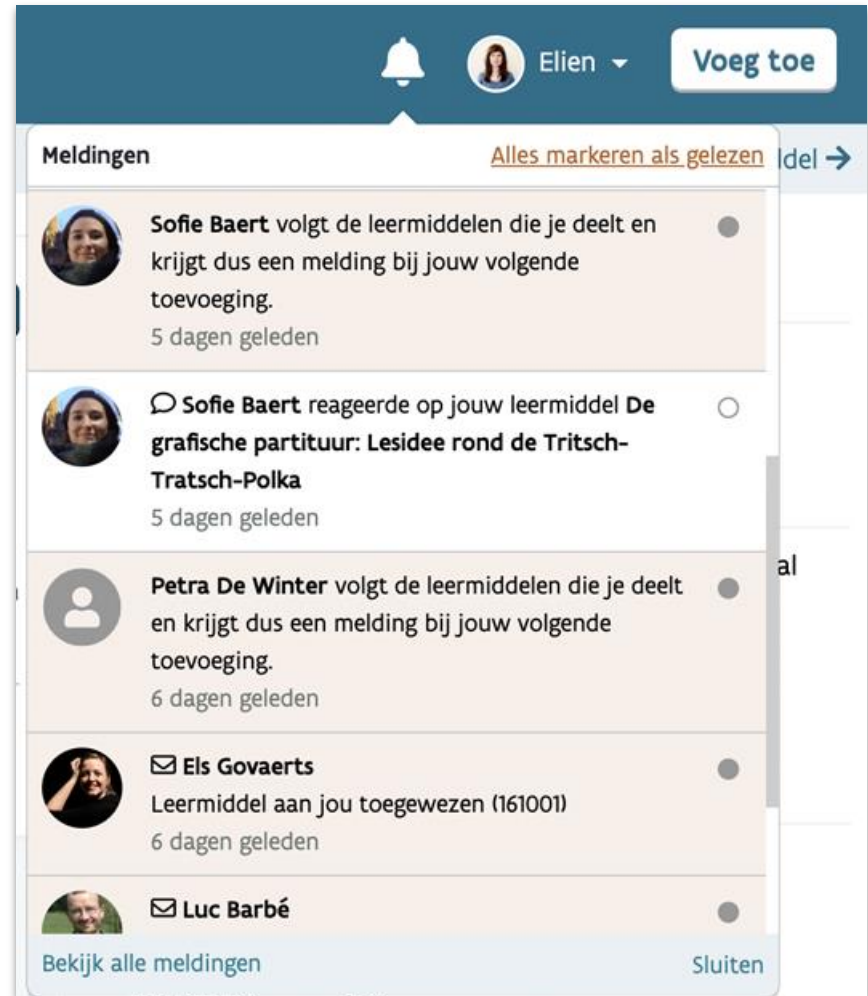 Elien
Voeg toe
Meldingen
Alles markeren als gelezen
ddel →
Sofie Baert volgt de leermiddelen die je deelt en
krijgt dus een melding bij jouw volgende
toevoeging.
5 dagen geleden
Sofie Baert reageerde op jouw leermiddel De
grafische partituur: Lesidee rond de Tritsch-
Tratsch-Polka
5 dagen geleden
al
Petra De Winter volgt de leermiddelen die je deelt
en krijgt dus een melding bij jouw volgende
toevoeging.
6 dagen geleden
Els Govaerts
Leermiddel aan jou toegewezen (161001)
6 dagen geleden
Luc Barbé
Bekijk alle meldingen
Sluiten